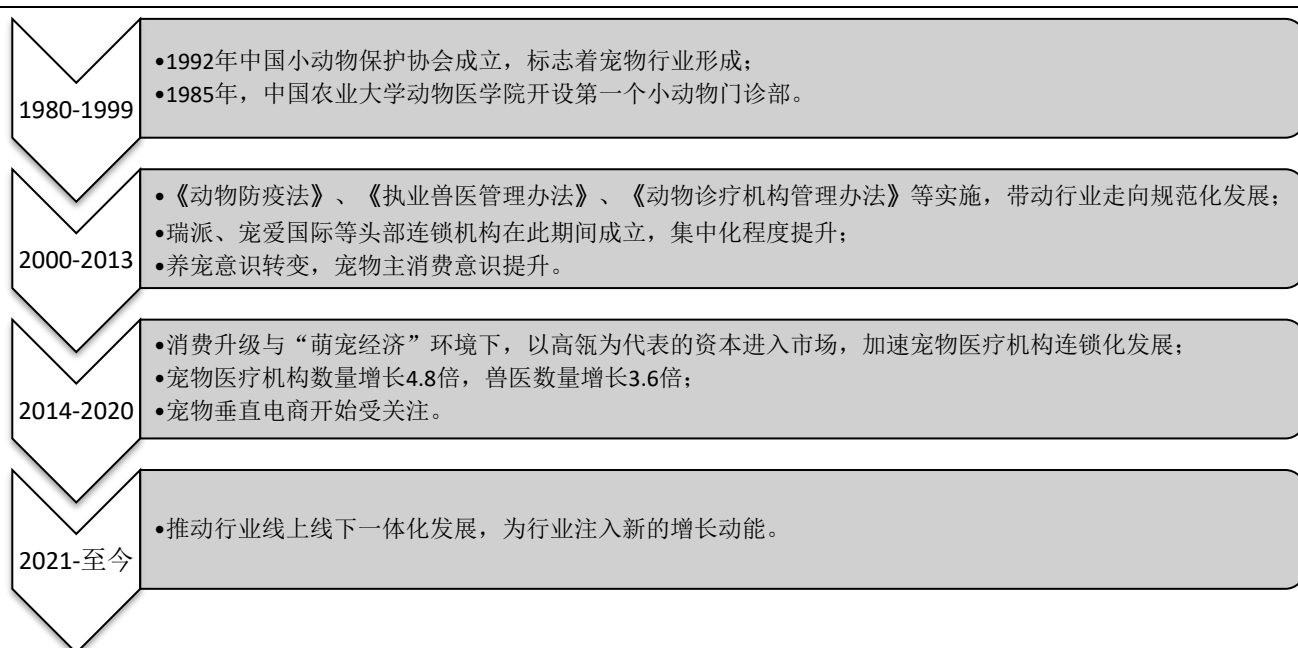 1980-1999
•1992年中国小动物保护协会成立，标志着宠物行业形成；
•1985年，中国农业大学动物医学院开设第一个小动物门诊部。
2000-2013
•《动物防疫法》、《执业兽医管理办法》、《动物诊疗机构管理办法》等实施，带动行业走向规范化发展；
•瑞派、宠爱国际等头部连锁机构在此期间成立，集中化程度提升；
•养宠意识转变，宠物主消费意识提升。
2014-2020
•消费升级与“萌宠经济”环境下，以高瓴为代表的资本进入市场，加速宠物医疗机构连锁化发展；
•宠物医疗机构数量增长4.8倍，兽医数量增长3.6倍；
•宠物垂直电商开始受关注。
2021-至今
•推动行业线上线下一体化发展，为行业注入新的增长动能。